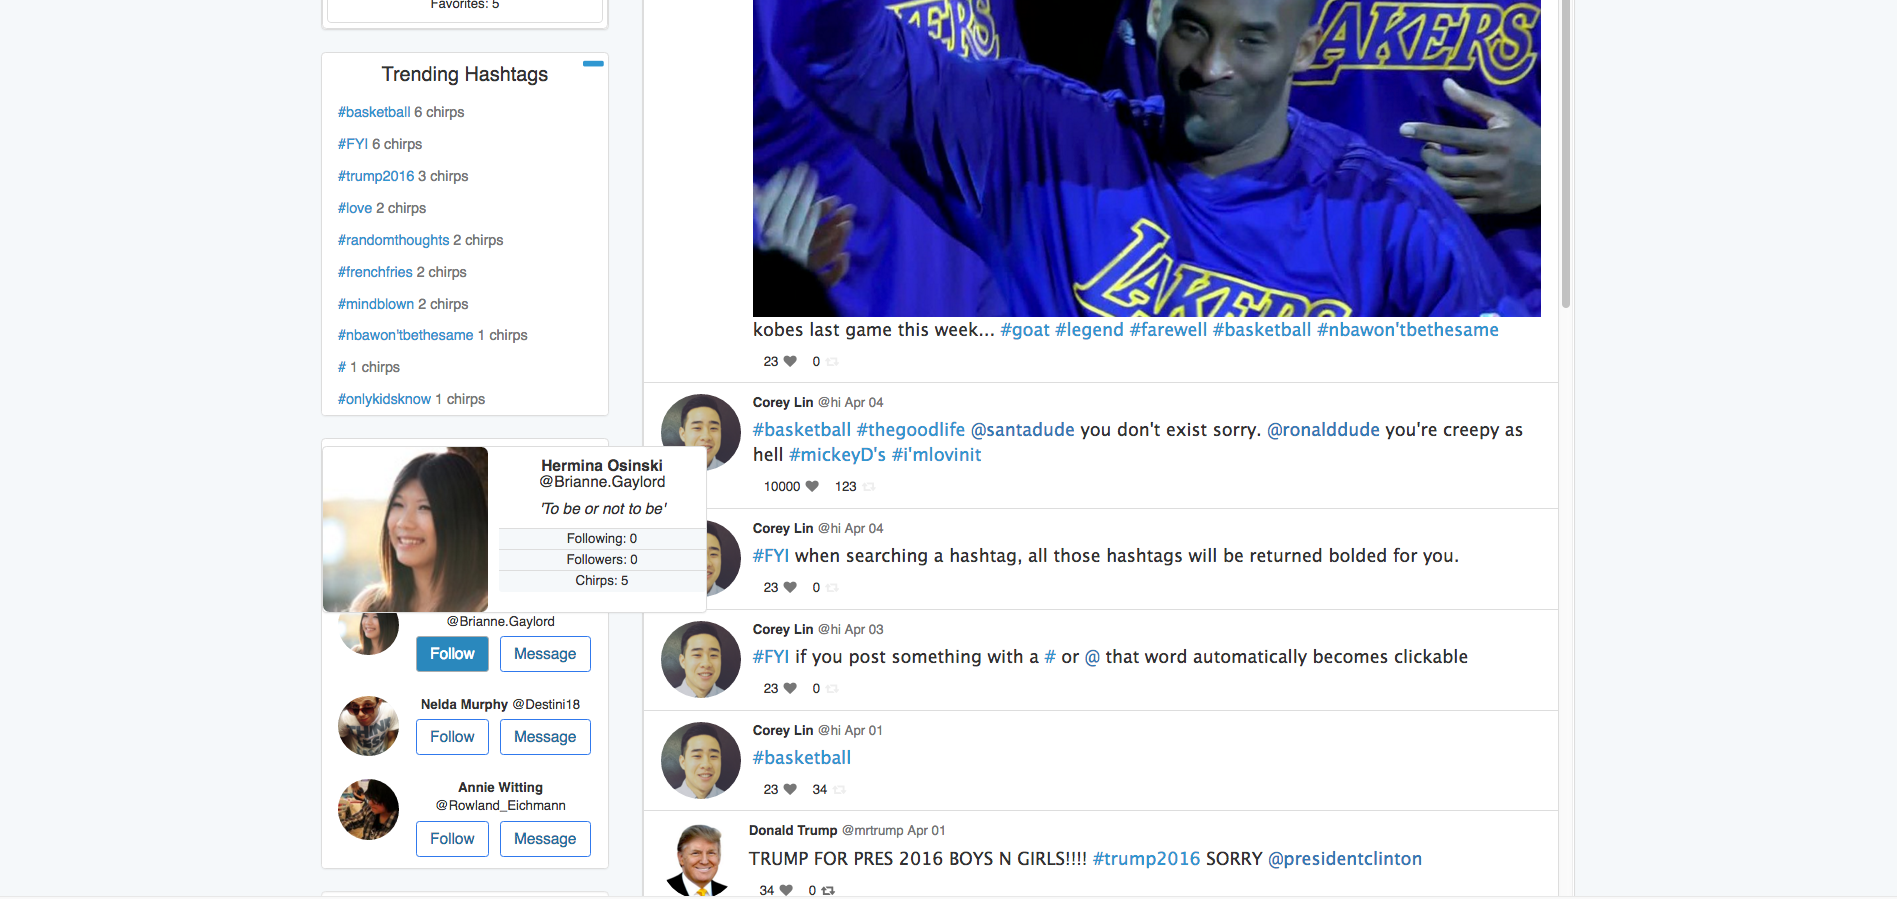 Favorites: 5
Trending Hashtags
#basketball 6 chirps
#FYI 6 chirps
#trump2016 3 chirps
#love 2 chirps
#randomthoughts 2 chirps
#frenchfries 2 chirps
#mindblown 2 chirps
#nbawon'tbethesame 1 chirps
# 1 chirps
#onlykidsknow 1 chirps
Hermina Osinski
@Brianne.Gaylord
'To be or not to be'
Following: 0
Followers: 0
Chirps: 5
@Brianne.Gaylord
Follow Message
Nelda Murphy @Destini18
Follow Message
Annie Witting
@Rowland_Eichmann
Follow Message
AKERS
LAKERS
kobes last game this week... #goat #legend #farewell #basketball #nbawon'tbethesame
23 0
Corey Lin @hi Apr 04
#basketball #thegoodlife @santadude you don't exist sorry. @ronalddude you're creepy as
hell #mickeyD's #i'mlovinit
10000 123
Corey Lin @hi Apr 04
#FYI when searching a hashtag, all those hashtags will be returned bolded for you.
23 0
Corey Lin @hi Apr 03
#FYI if you post something with a # or @ that word automatically becomes clickable
23 0
Corey Lin @hi Apr 01
#basketball
23 34
Donald Trump @mrtrump Apr 01
TRUMP FOR PRES 2016 BOYS N GIRLS!!!! #trump2016 SORRY @presidentclinton
34 0